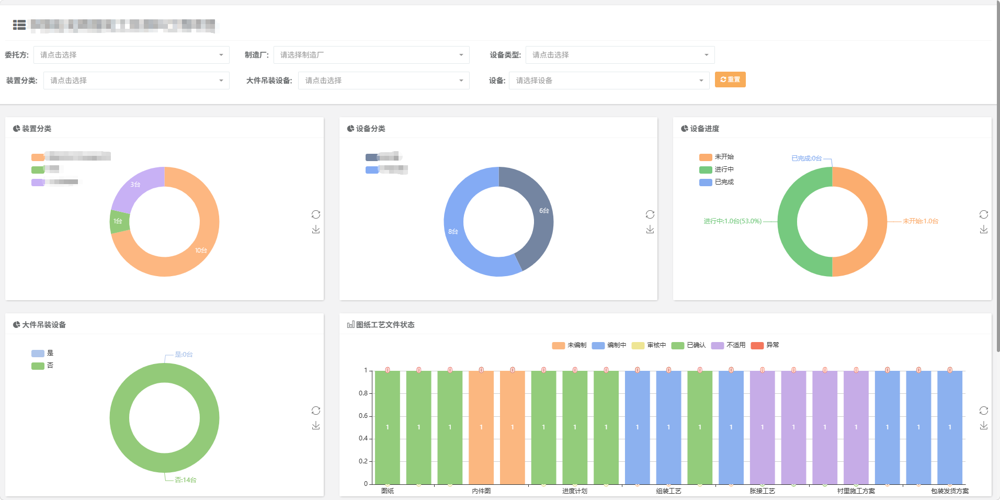 委托方: 请点击选择 制造厂: 请选择制造厂 设备类型: 请点击选择
装置分类: 请点击选择 大件吊装设备: 请点击选择 设备: 请选择设备 重置
装置分类
3台
1台
10台
设备分类
6台
8台
设备进度
未开始
进行中
已完成
已完成:0台
进行中:1.0台(53.0%)
未开始:1.0台
大件吊装设备
是
否
是:0台
否:14台
图纸工艺文件状态
未编制 编制中 审核中 已确认 不适用 异常
1 0 0 0 0 0 0 0 0 0 0 0 0 0 0 0 0 0 0 0
0.8
0.6
1 1 1 1 1 1 1 1 1 1 1 1 1 1 1 1 1 1 1
0.4
0.2
0
图纸 内件图 进度计划 组装工艺 胀接工艺 衬里施工方案 包装发货方案